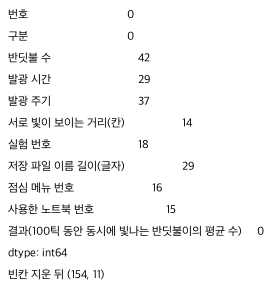 번호 0
구분 0
반딧불 수 42
발광 시간 29
발광 주기 37
서로 빛이 보이는 거리(칸) 14
실험 번호 18
저장 파일 이름 길이(글자) 29
점심 메뉴 번호 16
사용한 노트북 번호 15
결과(100틱 동안 동시에 빛나는 반딧불이의 평균 수) 0
dtype: int64
빈칸 지운 뒤 (154, 11)